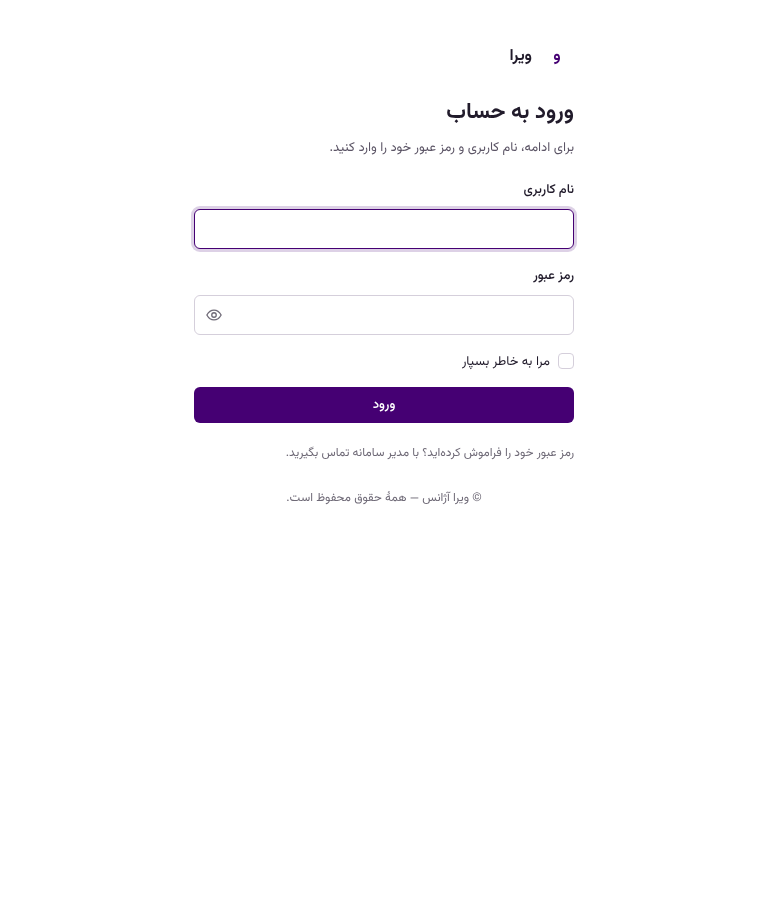 و ویرا
ورود به حساب
برای ادامه، نام کاربری و رمز عبور خود را وارد کنید.
نام کاربری
رمز عبور
مرا به خاطر بسپار
ورود
رمز عبور خود را فراموش کرده‌اید؟ با مدیر سامانه تماس بگیرید.
© ویرا آژانس — همهٔ حقوق محفوظ است.